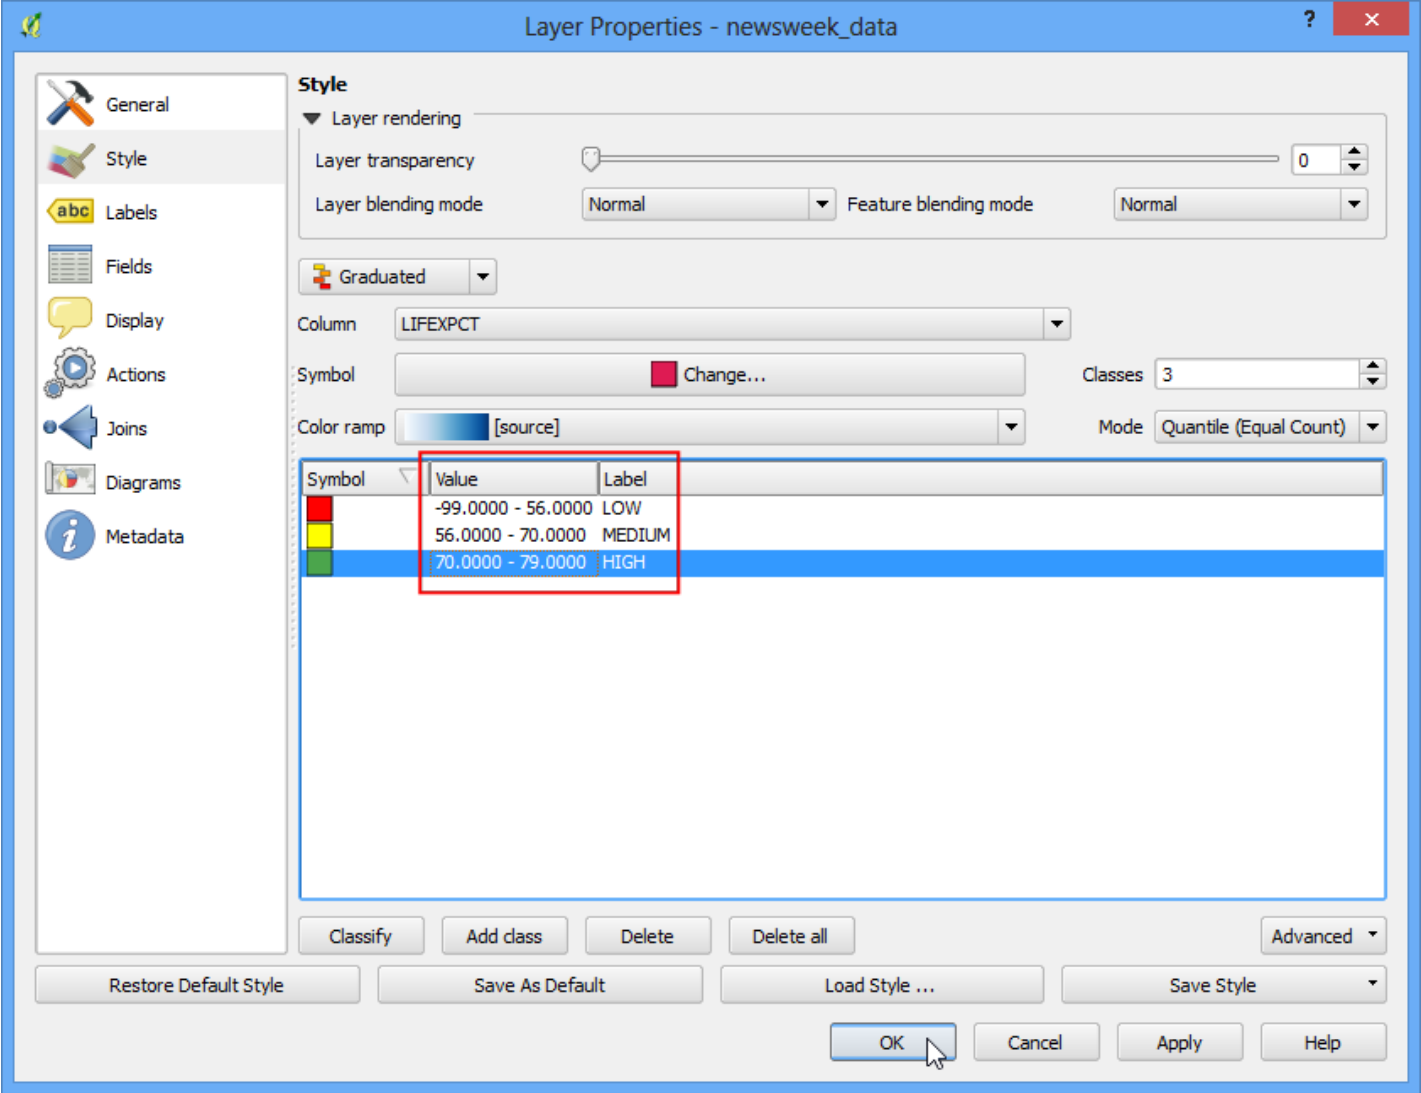 Layer Properties - newsweek_data
?
General
Style
Labels
abc
Fields
Display
Actions
Joins
Diagrams
Metadata
Style
Layer rendering
Layer transparency 0
Layer blending mode Normal Feature blending mode Normal
Graduated
Column LIFEXPCT
Symbol Change... Classes 3
Color ramp [source] Mode Quantile (Equal Count)
Symbol Value Label
-99.0000 - 56.0000 LOW
56.0000 - 70.0000 MEDIUM
70.0000 - 79.0000 HIGH
Classify Add class Delete Delete all Advanced
Restore Default Style Save As Default Load Style ... Save Style
OK Cancel Apply Help